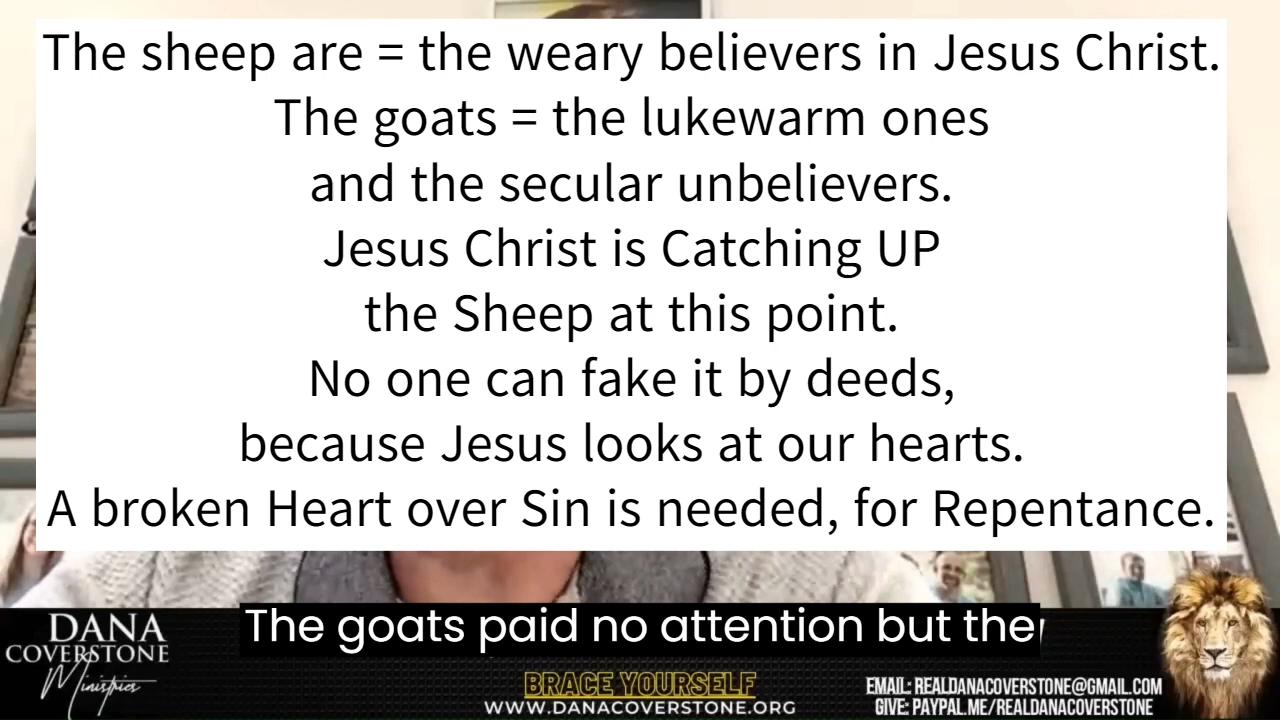 The sheep are = the weary believers in Jesus Christ.
The goats = the lukewarm ones
and the secular unbelievers.
Jesus Christ is Catching UP
the Sheep at this point.
No one can fake it by deeds,
because Jesus looks at our hearts.
A broken Heart over Sin is needed, for Repentance.
The goats paid no attention but the
DANA
COVERSTONE
Ministries
BRACE YOURSELF
WWW.DANACOVERSTONE.ORG
EMAIL: REALDANACOVERSTONE@GMAIL.COM
GIVE: PAYPAL.ME/REALDANACOVERSTONE